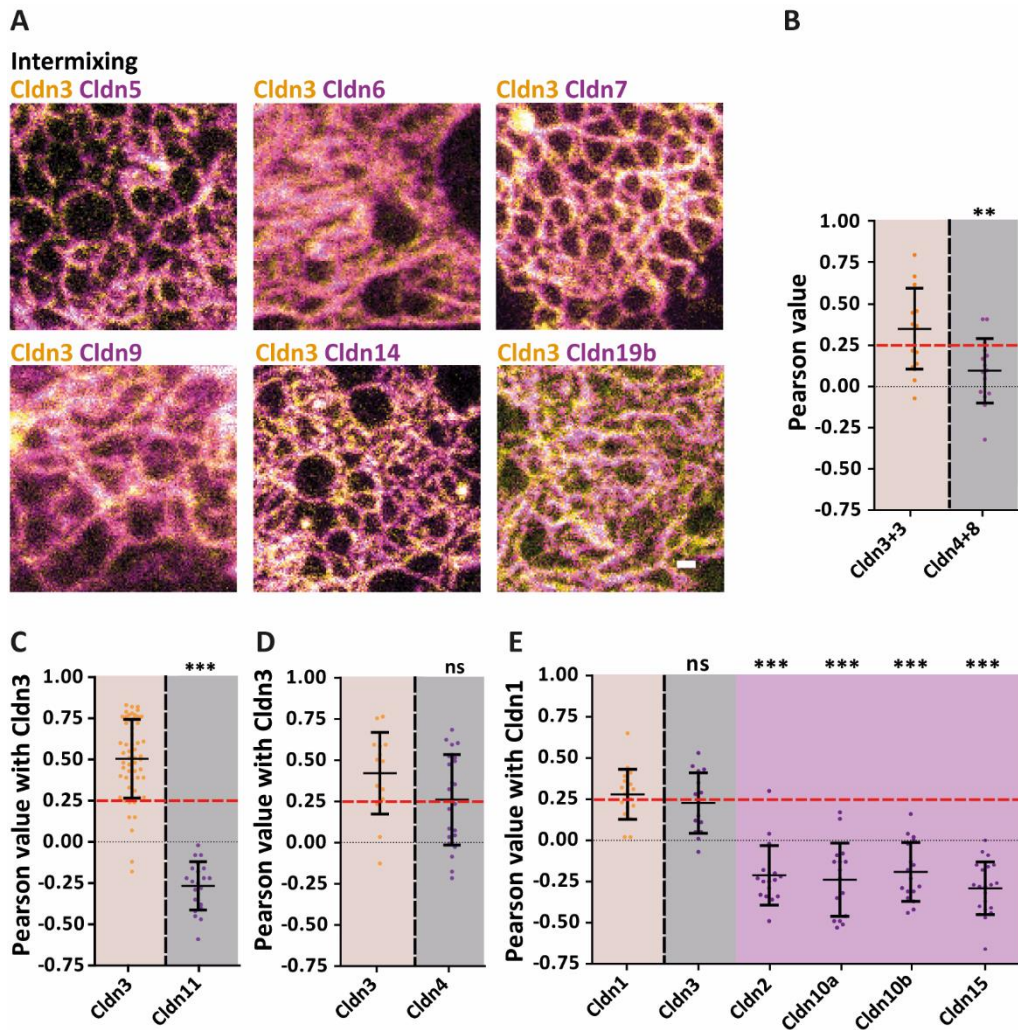 A
Intermixing
Cldn3 Cldn5
Cldn3 Cldn6
Cldn3 Cldn7
Cldn3 Cldn9
Cldn3 Cldn14
Cldn3 Cldn19b
B
**
Pearson value
1.00
0.75
0.50
0.25
0.00
-0.25
-0.50
-0.75
Cldn3+3
Cldn4+8
C
***
Pearson value with Cldn3
1.00
0.75
0.50
0.25
0.00
-0.25
-0.50
-0.75
Cldn3
Cldn11
D
ns
Pearson value with Cldn3
1.00
0.75
0.50
0.25
0.00
-0.25
-0.50
-0.75
Cldn3
Cldn4
E
ns
***
***
***
***
Pearson value with Cldn1
1.00
0.75
0.50
0.25
0.00
-0.25
-0.50
-0.75
Cldn1
Cldn3
Cldn2
Cldn10a
Cldn10b
Cldn15